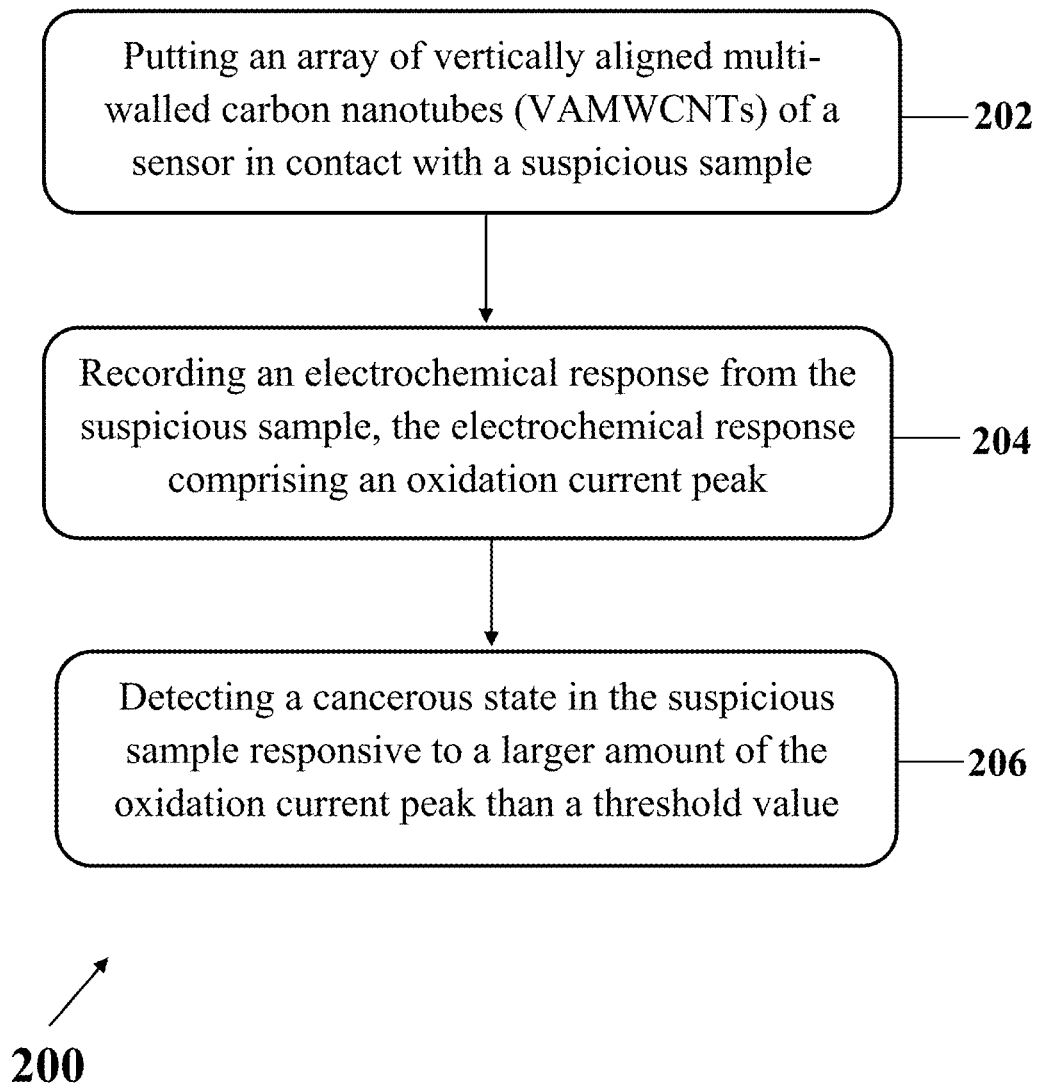 Putting an array of vertically aligned multi-
walled carbon nanotubes (VAMWCNTs) of a
sensor in contact with a suspicious sample
202
Recording an electrochemical response from the
suspicious sample, the electrochemical response
comprising an oxidation current peak
204
Detecting a cancerous state in the suspicious
sample responsive to a larger amount of the
oxidation current peak than a threshold value
206
200